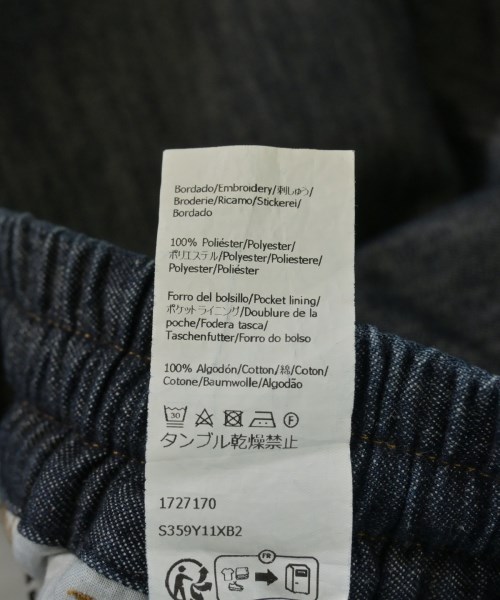 Bordado/Embroidery/刺しゅう/
Broderie/Ricamo/Stickerei/
Bordado
100% Poliéster/Polyester/
ポリエステル/Polyester/Poliestere/
Polyester/Poliéster
Forro del bolsillo/Pocket lining/
ポケットライニング/Doublure de la
poche/Fodera tasca/
Taschenfutter/Forro do bolso
100% Algodón/Cotton/綿/Coton/
Cotone/Baumwolle/Algodão
30 F
タンブル乾燥禁止
1727170
S359Y11XB2
FR